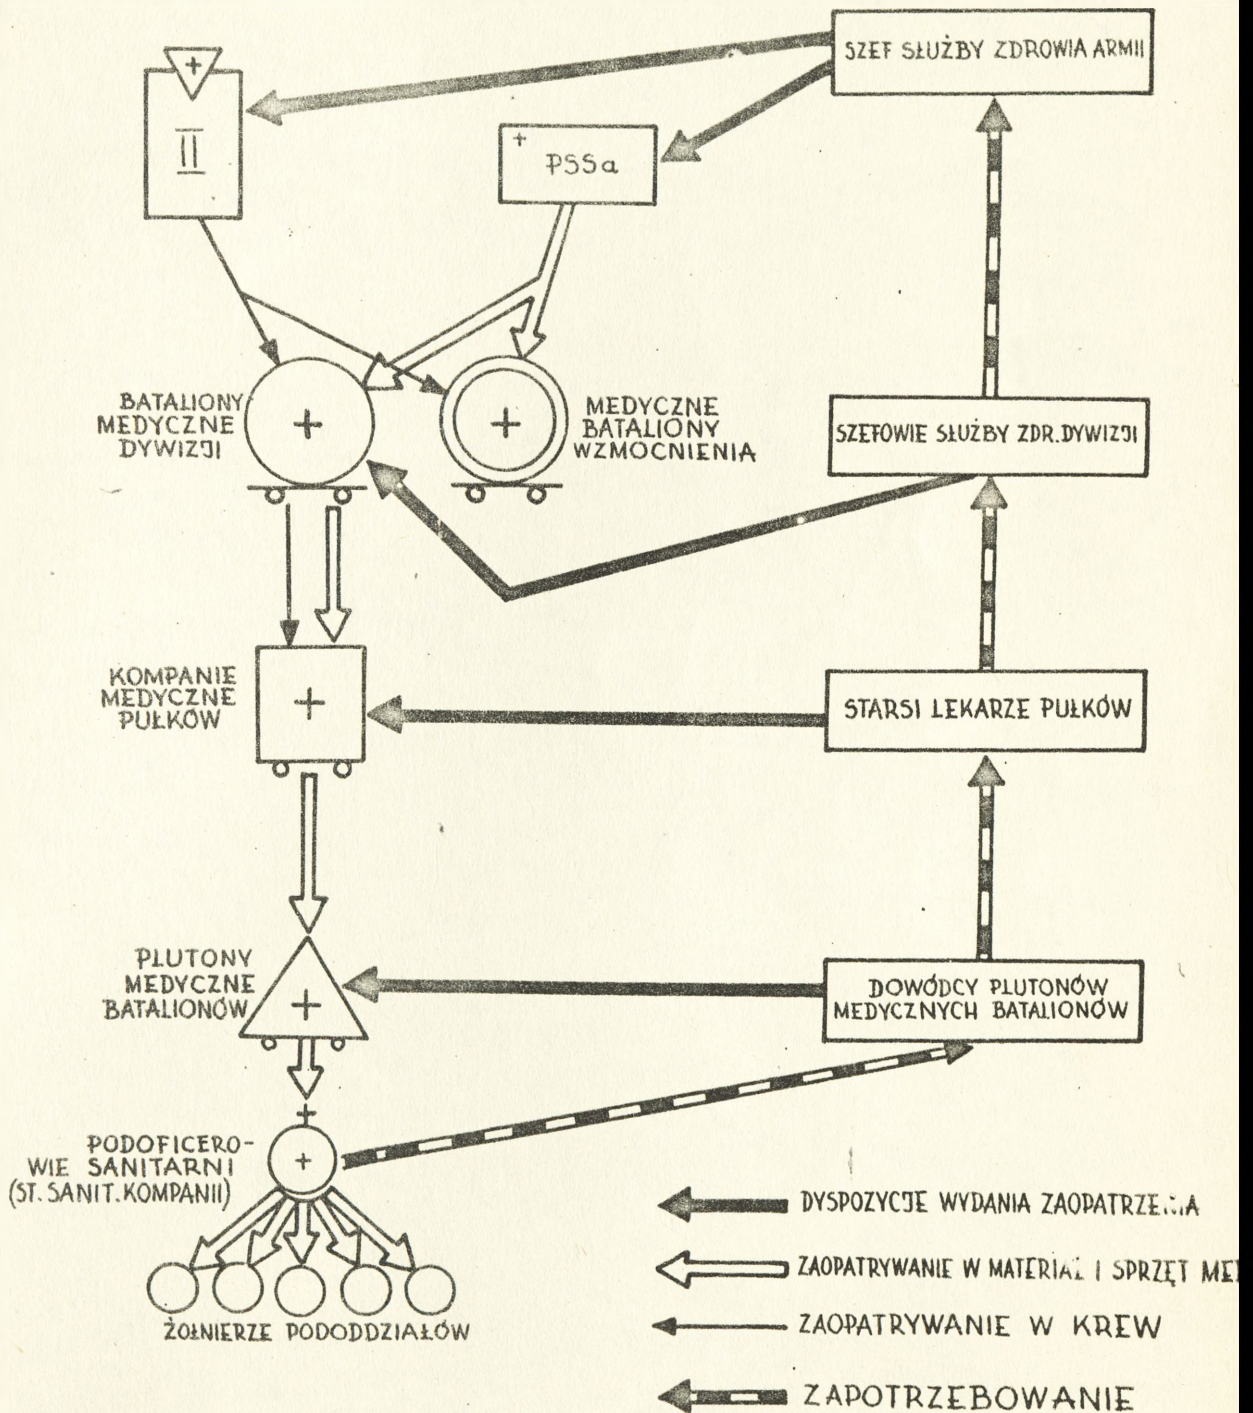 SZEF SŁUŻBY ZDROWIA ARMII
II
PSSa
BATALIONY
MEDYCZNE
DYWIZJI
MEDYCZNE
BATALIONY
WZMOCNIENIA
SZEFOWIE SŁUŻBY ZDR. DYWIZJI
KOMPANIE
MEDYCZNE
PUŁKÓW
STARSI LEKARZE PUŁKÓW
PLUTONY
MEDYCZNE
BATALIONÓW
DOWÓDCY PLUTONÓW
MEDYCZNYCH BATALIONÓW
PODOFICERO-
WIE SANITARNI
(ST. SANIT. KOMPANII)
ŻOŁNIERZE PODODDZIAŁÓW
DYSPOZYCJE WYDANIA ZAOPATRZENIA
ZAOPATRYWANIE W MATERIAŁ I SPRZĘT
ZAOPATRYWANIE W KREW
ZAPOTRZEBOWANIE